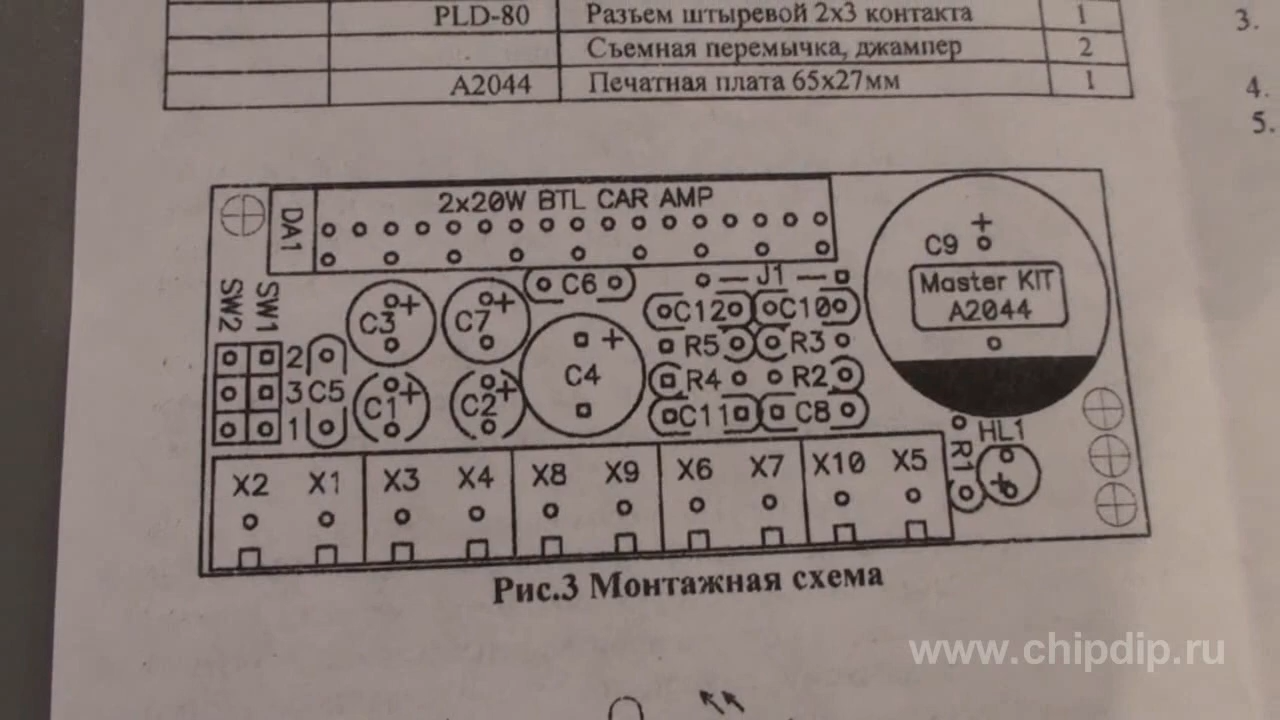 PLD-80 Разъем штыревой 2х3 контакта 1
Съемная перемычка, джампер 2
А2044 Печатная плата 65х27мм 1
3.
4.
5.
2x20W BTL CAR AMP
DA1
SW2 SW1
C3 C7 C6 J1 C9
Master KIT
A2044
C12 C10
2 R5 R3
3 C5 C1 C2 C4 R4 R2
1 C11 C8
HL1
R1
X2 X1 X3 X4 X8 X9 X6 X7 X10 X5
Рис.3 Монтажная схема
www.chipdip.ru